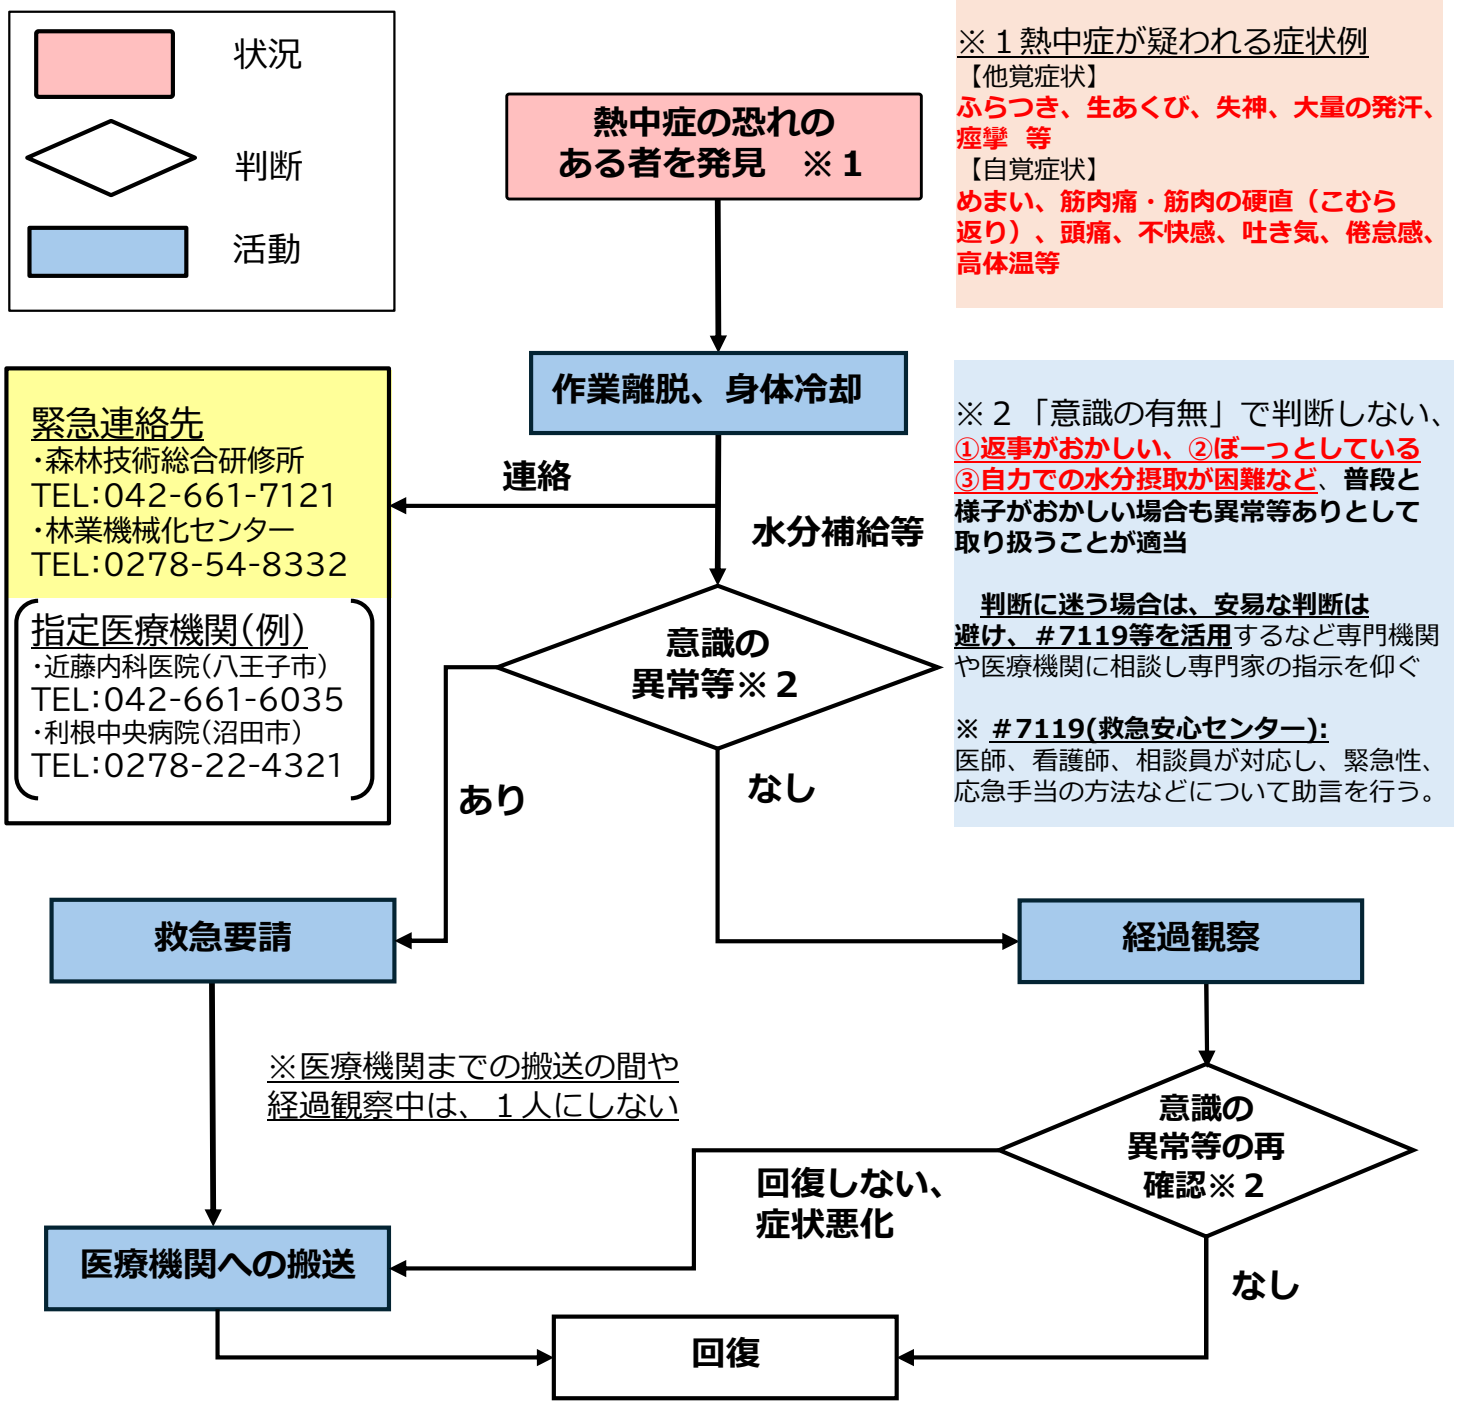 状況
判断
活動
熱中症の恐れの
ある者を発見 ※1
※1熱中症が疑われる症状例
【他覚症状】
ふらつき、生あくび、失神、大量の発汗、
痙攣 等
【自覚症状】
めまい、筋肉痛・筋肉の硬直（こむら
返り）、頭痛、不快感、吐き気、倦怠感、
高体温等
作業離脱、身体冷却
緊急連絡先
・森林技術総合研修所
TEL：042-661-7121
・林業機械化センター
TEL：0278-54-8332
指定医療機関（例）
・近藤内科医院（八王子市）
TEL：042-661-6035
・利根中央病院（沼田市）
TEL：0278-22-4321
連絡
水分補給等
※2「意識の有無」で判断しない、
①返事がおかしい、②ぼーっとしている
③自力での水分摂取が困難など、普段と
様子がおかしい場合も異常等ありとして
取り扱うことが適当
判断に迷う場合は、安易な判断は
避け、＃7119等を活用するなど専門機関
や医療機関に相談し専門家の指示を仰ぐ
※ ＃7119(救急安心センター):
医師、看護師、相談員が対応し、緊急性、
応急手当の方法などについて助言を行う。
意識の
異常等※2
あり
なし
救急要請
経過観察
※医療機関までの搬送の間や
経過観察中は、1人にしない
意識の
異常等の再
確認※2
回復しない、
症状悪化
なし
医療機関への搬送
回復